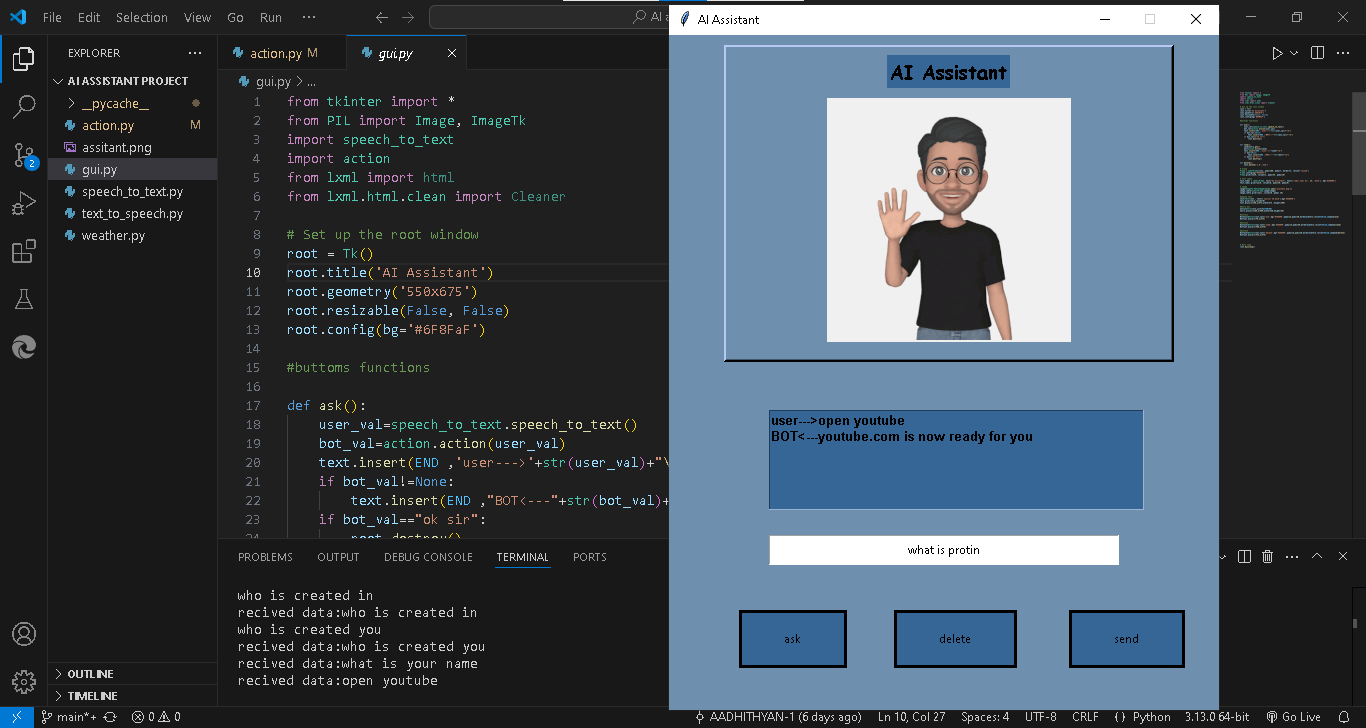 File Edit Selection View Go Run ···
AI a
AI Assistant
EXPLORER
AI ASSISTANT PROJECT
__pycache__
action.py M
assitant.png
gui.py
speech_to_text.py
text_to_speech.py
weather.py
OUTLINE
TIMELINE
action.py M
gui.py
gui.py > ...
1 from tkinter import *
2 from PIL import Image, ImageTk
3 import speech_to_text
4 import action
5 from lxml import html
6 from lxml.html.clean import Cleaner
7
8 # Set up the root window
9 root = Tk()
10 root.title('AI Assistant')
11 root.geometry('550x675')
12 root.resizable(False, False)
13 root.config(bg='#6F8FaF')
14
15 #buttoms functions
16
17 def ask():
18 user_val=speech_to_text.speech_to_text()
19 bot_val=action.action(user_val)
20 text.insert(END ,'user--->'+str(user_val)+"\
21 if bot_val!=None:
22 text.insert(END ,"BOT<---"+str(bot_val)+
23 if bot_val=="ok sir":
24 root.destroy()
PROBLEMS OUTPUT DEBUG CONSOLE TERMINAL PORTS
who is created in
recived data:who is created in
who is created you
recived data:who is created you
recived data:what is your name
recived data:open youtube
AI Assistant
user--->open youtube
BOT<---youtube.com is now ready for you
what is protin
ask delete send
2
main*+ 0 0 AADHITHYAN-1 (6 days ago) Ln 10, Col 27 Spaces: 4 UTF-8 CRLF {} Python 3.13.0 64-bit Go Live